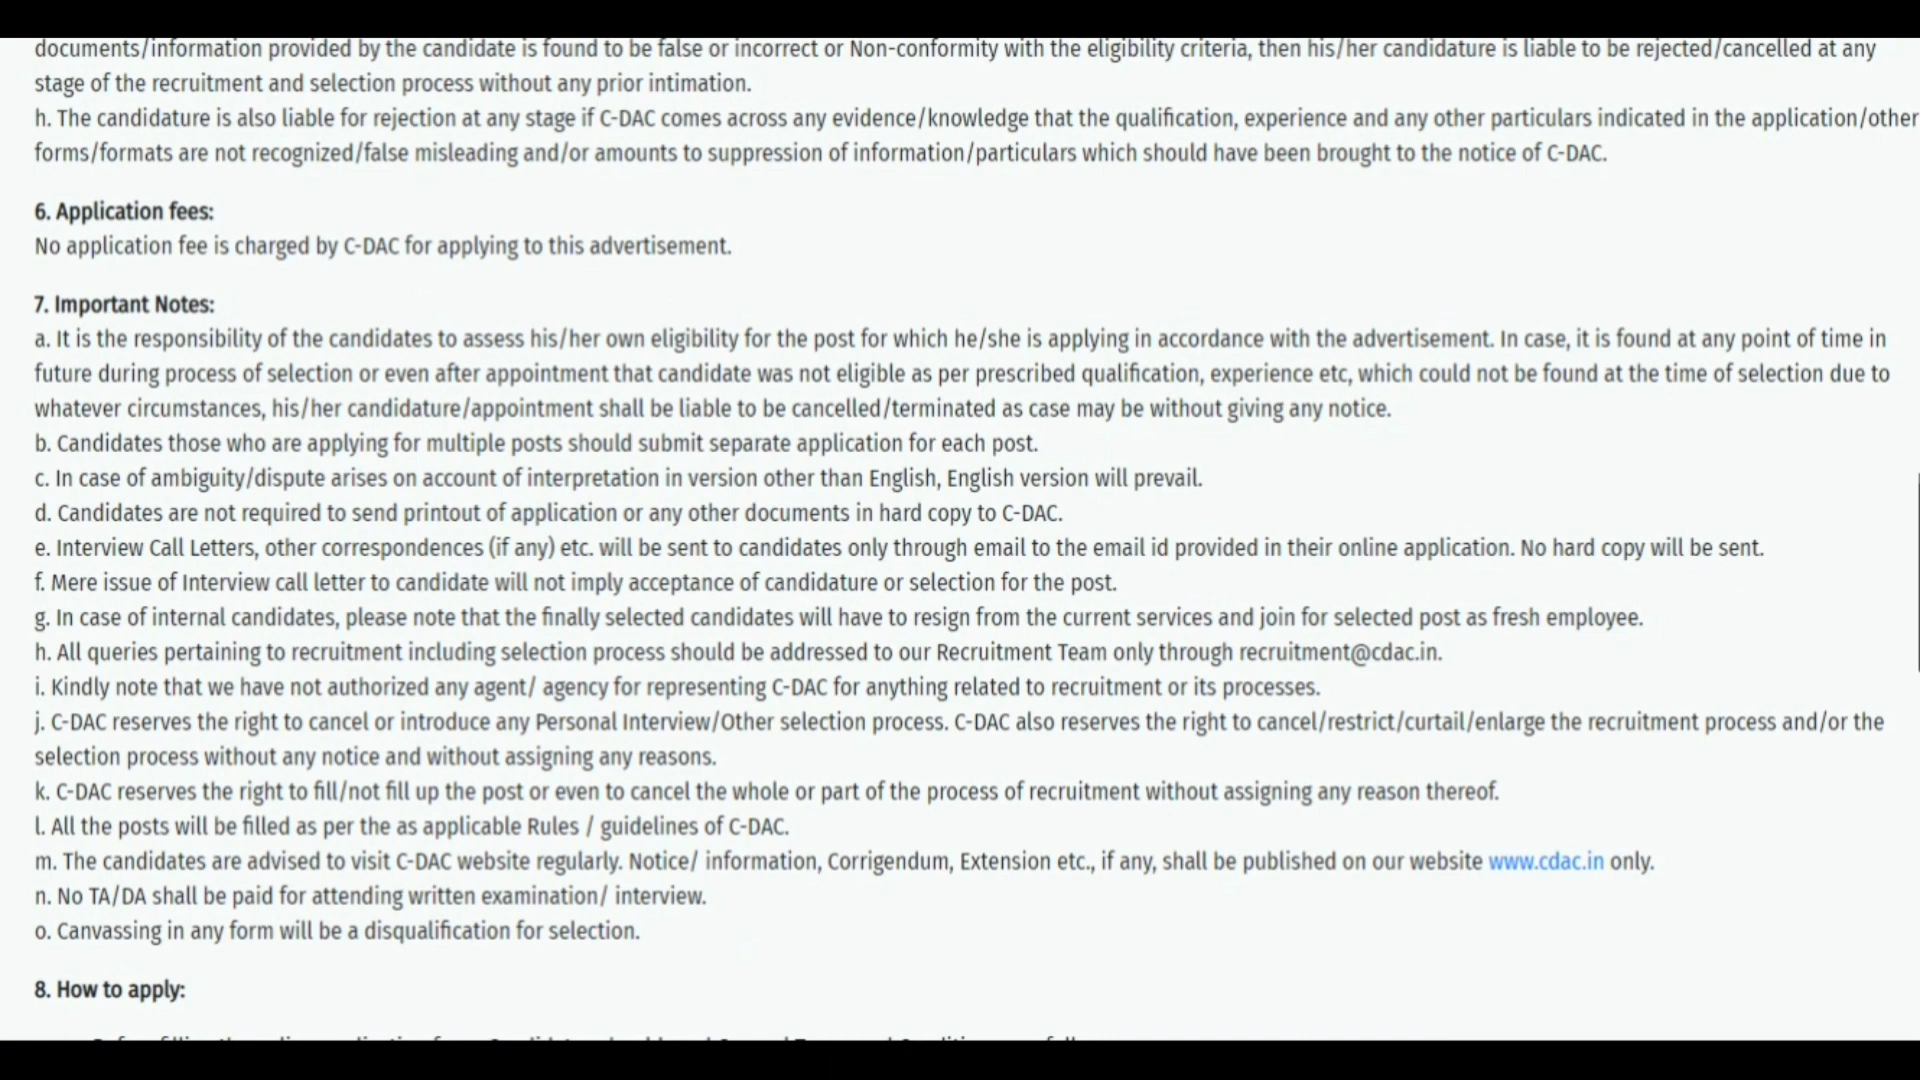 documents/information provided by the candidate is found to be false or incorrect or Non-conformity with the eligibility criteria, then his/her candidature is liable to be rejected/cancelled at any
stage of the recruitment and selection process without any prior intimation.
h. The candidature is also liable for rejection at any stage if C-DAC comes across any evidence/knowledge that the qualification, experience and any other particulars indicated in the application/other
forms/formats are not recognized/false misleading and/or amounts to suppression of information/particulars which should have been brought to the notice of C-DAC.
6. Application fees:
No application fee is charged by C-DAC for applying to this advertisement.
7. Important Notes:
a. It is the responsibility of the candidates to assess his/her own eligibility for the post for which he/she is applying in accordance with the advertisement. In case, it is found at any point of time in
future during process of selection or even after appointment that candidate was not eligible as per prescribed qualification, experience etc, which could not be found at the time of selection due to
whatever circumstances, his/her candidature/appointment shall be liable to be cancelled/terminated as case may be without giving any notice.
b. Candidates those who are applying for multiple posts should submit separate application for each post.
c. In case of ambiguity/dispute arises on account of interpretation in version other than English, English version will prevail.
d. Candidates are not required to send printout of application or any other documents in hard copy to C-DAC.
e. Interview Call Letters, other correspondences (if any) etc. will be sent to candidates only through email to the email id provided in their online application. No hard copy will be sent.
f. Mere issue of Interview call letter to candidate will not imply acceptance of candidature or selection for the post.
g. In case of internal candidates, please note that the finally selected candidates will have to resign from the current services and join for selected post as fresh employee.
h. All queries pertaining to recruitment including selection process should be addressed to our Recruitment Team only through recruitment@cdac.in.
i. Kindly note that we have not authorized any agent/ agency for representing C-DAC for anything related to recruitment or its processes.
j. C-DAC reserves the right to cancel or introduce any Personal Interview/Other selection process. C-DAC also reserves the right to cancel/restrict/curtail/enlarge the recruitment process and/or the
selection process without any notice and without assigning any reasons.
k. C-DAC reserves the right to fill/not fill up the post or even to cancel the whole or part of the process of recruitment without assigning any reason thereof.
l. All the posts will be filled as per the as applicable Rules / guidelines of C-DAC.
m. The candidates are advised to visit C-DAC website regularly. Notice/ information, Corrigendum, Extension etc., if any, shall be published on our website www.cdac.in only.
n. No TA/DA shall be paid for attending written examination/ interview.
o. Canvassing in any form will be a disqualification for selection.
8. How to apply: